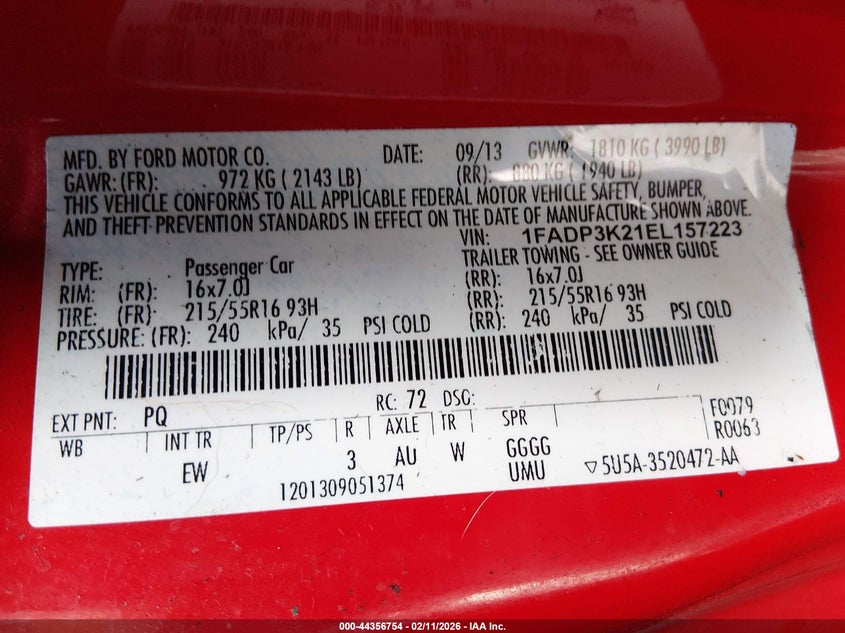 MFD. BY FORD MOTOR CO. DATE: 09/13 GVWR: 1810 KG ( 3990 LB)
GAWR: (FR): 972 KG ( 2143 LB) (RR): 880 KG ( 1940 LB)
THIS VEHICLE CONFORMS TO ALL APPLICABLE FEDERAL MOTOR VEHICLE SAFETY, BUMPER,
AND THEFT PREVENTION STANDARDS IN EFFECT ON THE DATE OF MANUFACTURE SHOWN ABOVE.
VIN: 1FADP3K21EL157223
TYPE: Passenger Car TRAILER TOWING - SEE OWNER GUIDE
RIM: (FR): 16x7.0J (RR): 16x7.0J
TIRE: (FR): 215/55R16 93H (RR): 215/55R16 93H
PRESSURE: (FR): 240 kPa/ 35 PSI COLD (RR): 240 kPa/ 35 PSI COLD
EXT PNT: PQ RC: 72 DSO: F0079
WB INT TR TP/PS R AXLE TR SPR R0063
EW 3 AU W GGGG
UMU ▽5U5A-3520472-AA
1201309051374
000-44356754 - 02/11/2026 - IAA Inc.